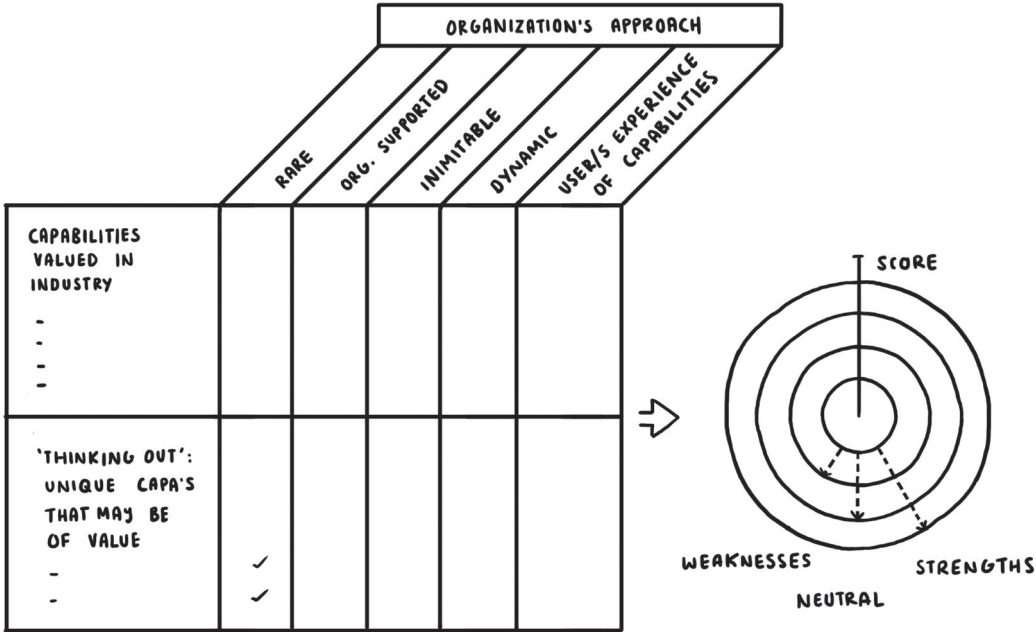 ORGANIZATION'S APPROACH
RARE
ORG. SUPPORTED
INIMITABLE
DYNAMIC
USER/S EXPERIENCE
OF CAPABILITIES
CAPABILITIES
VALUED IN
INDUSTRY
-
-
-
-
'THINKING OUT':
UNIQUE CAPA'S
THAT MAY BE
OF VALUE
- ✓
- ✓
SCORE
WEAKNESSES
NEUTRAL
STRENGTHS